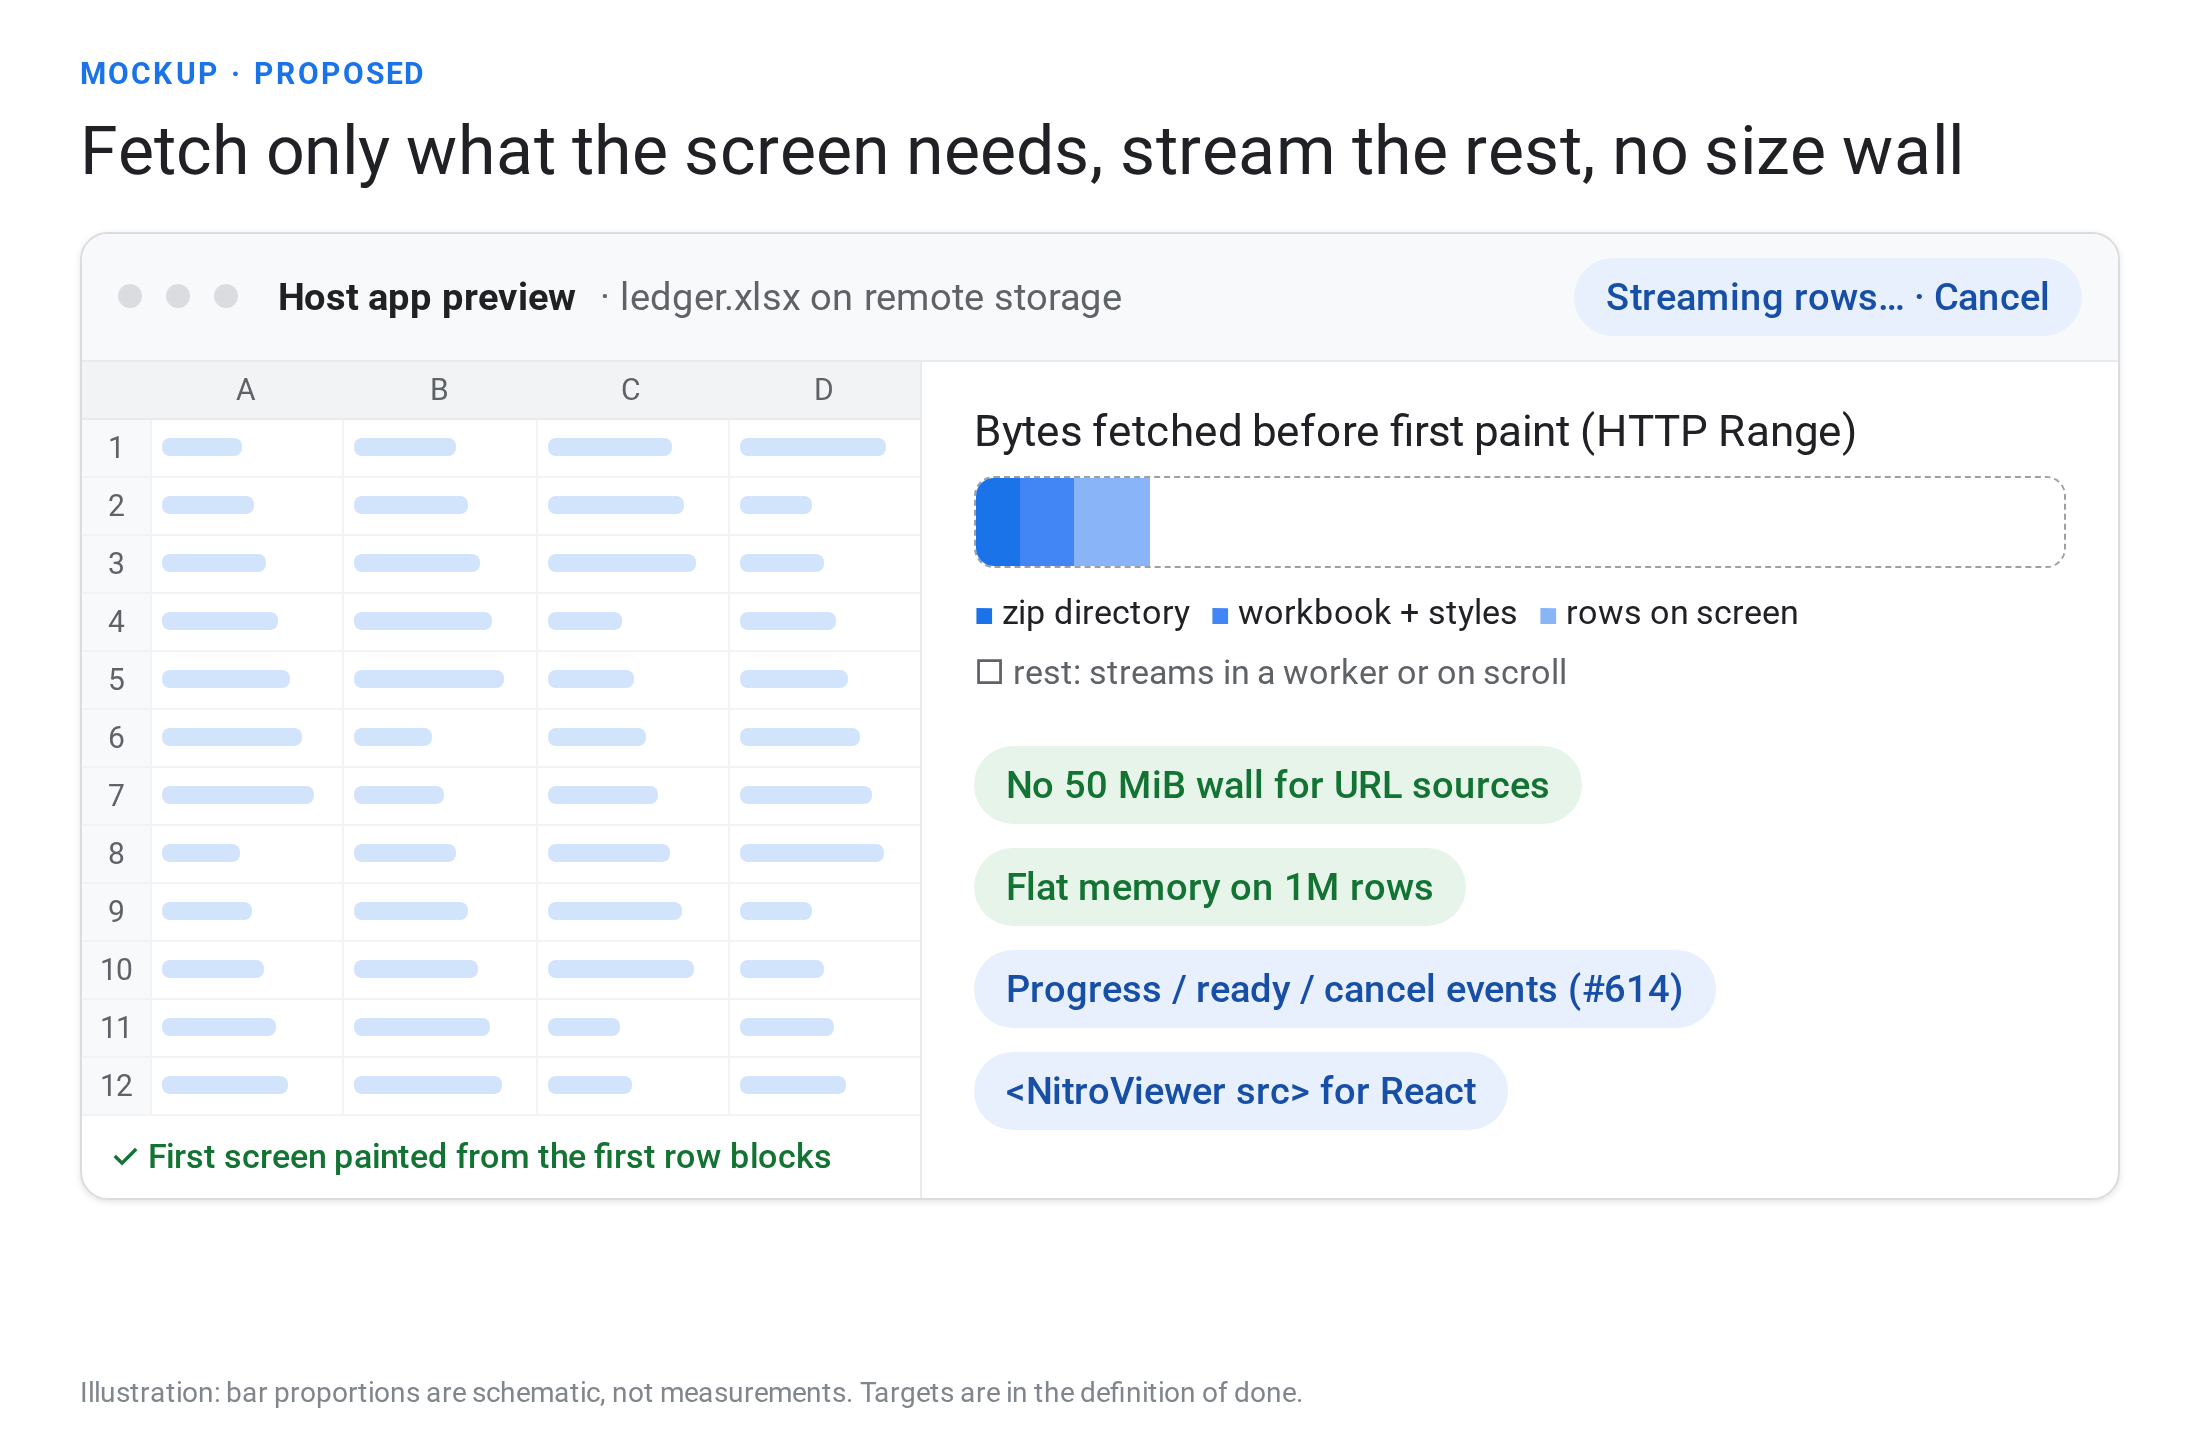 MOCKUP · PROPOSED
Fetch only what the screen needs, stream the rest, no size wall
Host app preview · ledger.xlsx on remote storage
Streaming rows… · Cancel
A B C D
1
2
3
4
5
6
7
8
9
10
11
12
✓ First screen painted from the first row blocks
Bytes fetched before first paint (HTTP Range)
■ zip directory ■ workbook + styles ■ rows on screen
☐ rest: streams in a worker or on scroll
No 50 MiB wall for URL sources
Flat memory on 1M rows
Progress / ready / cancel events (#614)
<NitroViewer src> for React
Illustration: bar proportions are schematic, not measurements. Targets are in the definition of done.